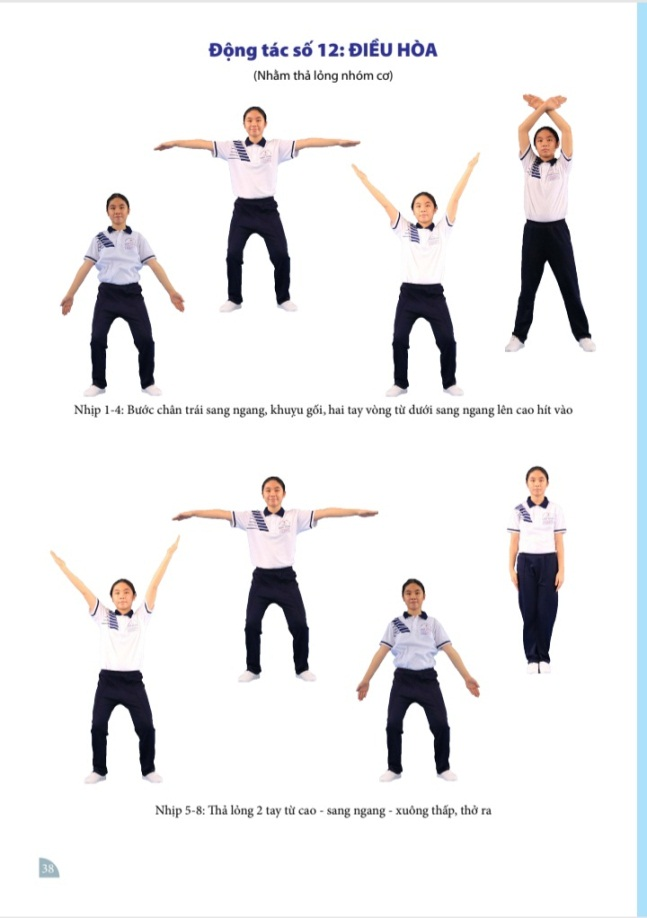 Động tác số 12: ĐIỀU HÒA
(Nhằm thả lỏng nhóm cơ)
Nhịp 1-4: Bước chân trái sang ngang, khuỵu gối, hai tay vòng từ dưới sang ngang lên cao hít vào
Nhịp 5-8: Thả lỏng 2 tay từ cao - sang ngang - xuông thấp, thở ra
38